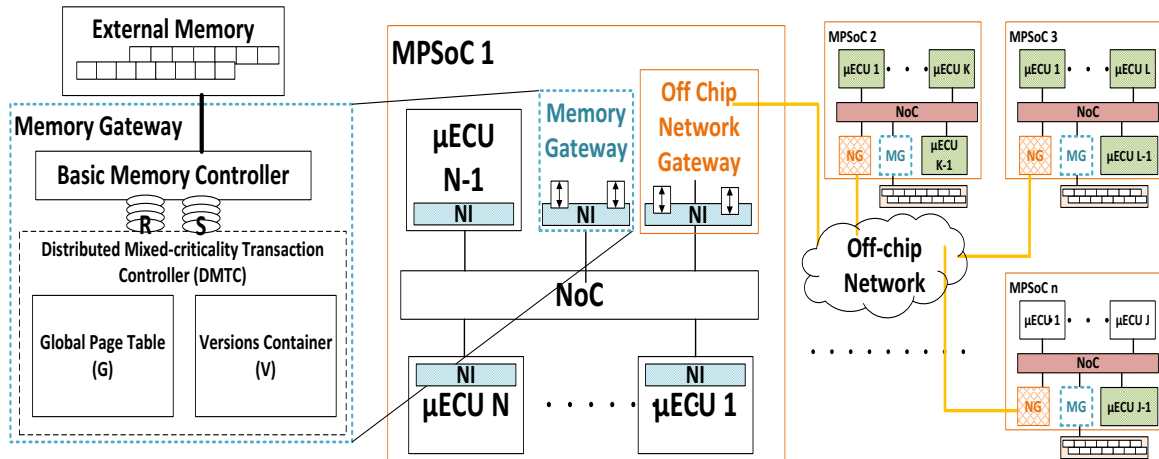 External Memory
Memory Gateway
Basic Memory Controller
R
S
Distributed Mixed-criticality Transaction
Controller (DMTC)
Global Page Table
(G)
Versions Container
(V)
MPSoC 1
µECU
N-1
NI
Memory
Gateway
NI
Off Chip
Network
Gateway
NI
NoC
NI
µECU N
NI
µECU 1
MPSoC 2
µECU 1
µECU K
NoC
NG
MG
µECU
K-1
MPSoC 3
µECU 1
µECU L
NoC
NG
MG
µECU L-1
Off-chip
Network
MPSoC n
µECU 1
µECU J
NoC
NG
MG
µECU J-1